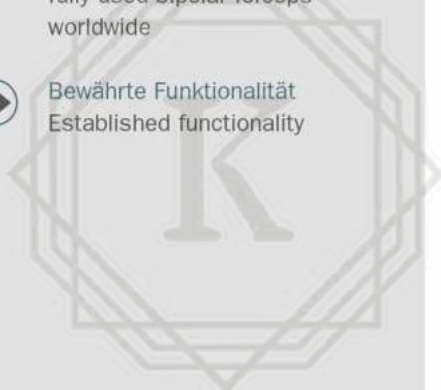 worldwide
Bewährte Funktionalität
Established functionality
K